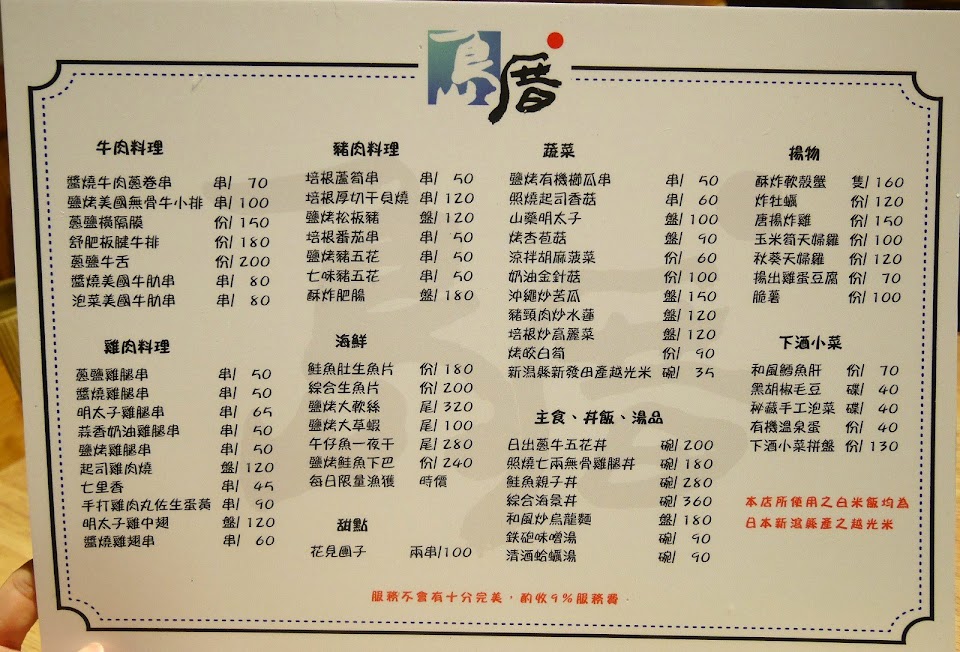 鳥厝
牛肉料理
醬燒牛肉蔥卷串 串/ 70
鹽烤美國無骨牛小排 串/100
蔥鹽橫隔膜 份/150
舒肥板腱牛排 份/180
蔥鹽牛舌 份/200
醬燒美國牛肋串 串/ 80
泡菜美國牛肋串 串/ 80
雞肉料理
蔥鹽雞腿串 串/ 50
醬燒雞腿串 串/ 50
明太子雞腿串 串/ 65
蒜香奶油雞腿串 串/ 50
鹽烤雞腿串 串/ 50
起司雞肉燒 盤/120
七里香 串/ 45
手打雞肉丸佐生蛋黃 串/ 90
明太子雞中翅 盤/120
醬燒雞翅串 串/ 60
豬肉料理
培根蘆筍串 串/ 50
培根厚切干貝燒 串/120
鹽烤松板豬 盤/120
培根番茄串 串/ 50
鹽烤豬五花 串/ 50
七味豬五花 串/ 50
酥炸肥腸 盤/180
海鮮
鮭魚肚生魚片 份/180
綜合生魚片 份/200
鹽烤大軟絲 尾/320
鹽烤大草蝦 尾/100
午仔魚一夜干 尾/280
鹽烤鮭魚下巴 份/240
每日限量漁獲 時價
甜點
花見團子 兩串/100
蔬菜
鹽烤有機櫛瓜串 串/ 50
照燒起司香菇 串/ 60
山藥明太子 盤/100
烤杏苞菇 盤/ 90
涼拌胡麻菠菜 份/ 60
奶油金針菇 份/100
沖繩炒苦瓜 盤/150
豬頸肉炒水蓮 盤/120
培根炒高麗菜 盤/120
烤皎白筍 份/ 90
新潟縣新發田產越光米 碗/ 35
主食、丼飯、湯品
日出蔥牛五花丼 碗/200
照燒七兩無骨雞腿丼 碗/180
鮭魚親子丼 碗/280
綜合海景丼 碗/360
和風炒烏龍麵 盤/180
鉄砲味噌湯 碗/ 90
清酒蛤蠣湯 碗/ 90
揚物
酥炸軟殼蟹 隻/160
炸牡蠣 份/120
唐揚炸雞 份/150
玉米筍天婦羅 份/100
秋葵天婦羅 份/120
揚出雞蛋豆腐 份/ 70
脆薯 份/100
下酒小菜
和風鱈魚肝 份/ 70
黑胡椒毛豆 碟/ 40
秘藏手工泡菜 碟/ 40
有機溫泉蛋 份/ 40
下酒小菜拼盤 份/130
本店所使用之白米飯均為
日本新潟縣產之越光米
服務不會有十分完美，酌收9%服務費。